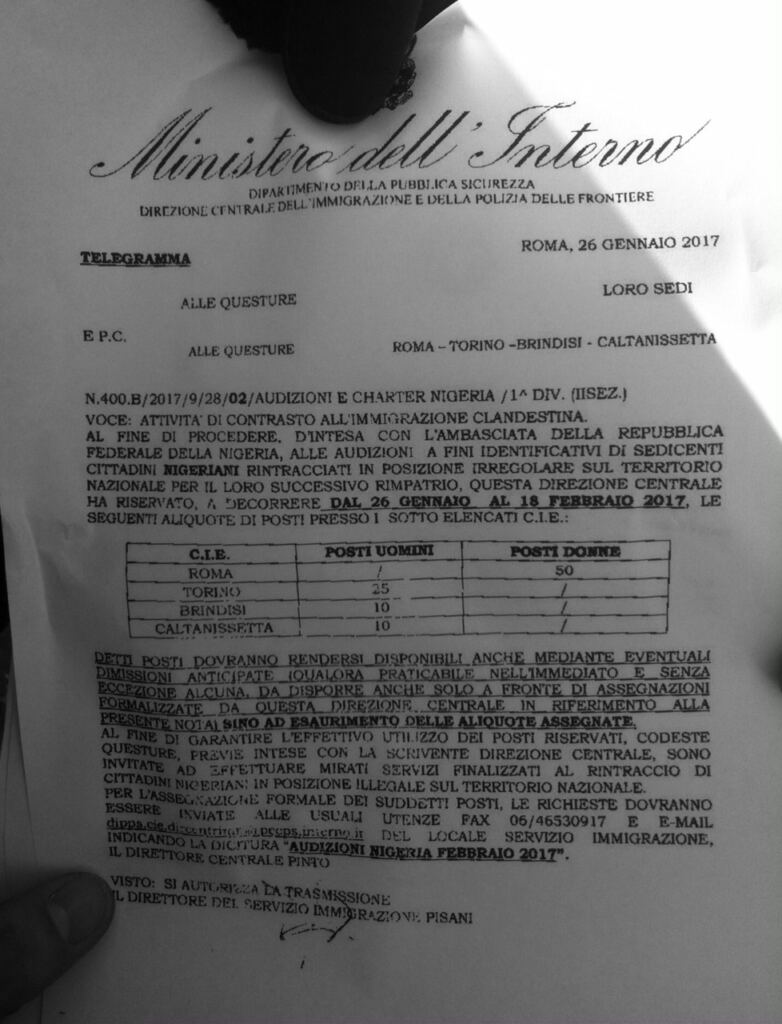 Ministero dell' Interno
DIPARTIMENTO DELLA PUBBLICA SICUREZZA
DIREZIONE CENTRALE DELL'IMMIGRAZIONE E DELLA POLIZIA DELLE FRONTIERE
ROMA, 26 GENNAIO 2017
TELEGRAMMA
ALLE QUESTURE LORO SEDI
E P.C.
ALLE QUESTURE ROMA – TORINO –BRINDISI - CALTANISSETTA
N.400.B/2017/9/28/02/AUDIZIONI E CHARTER NIGERIA /1^ DIV. (IISEZ.)
VOCE: ATTIVITA' DI CONTRASTO ALL'IMMIGRAZIONE CLANDESTINA.
AL FINE DI PROCEDERE, D'INTESA CON L'AMBASCIATA DELLA REPUBBLICA
FEDERALE DELLA NIGERIA, ALLE AUDIZIONI A FINI IDENTIFICATIVI DI SEDICENTI
CITTADINI NIGERIANI RINTRACCIATI IN POSIZIONE IRREGOLARE SUL TERRITORIO
NAZIONALE PER IL LORO SUCCESSIVO RIMPATRIO, QUESTA DIREZIONE CENTRALE
HA RISERVATO, A DECORRERE DAL 26 GENNAIO AL 18 FEBBRAIO 2017, LE
SEGUENTI ALIQUOTE DI POSTI PRESSO I SOTTO ELENCATI C.I.E.:
C.I.E. POSTI UOMINI POSTI DONNE
ROMA / 50
TORINO 25 /
BRINDISI 10 /
CALTANISSETTA 10 /
DETTI POSTI DOVRANNO RENDERSI DISPONIBILI ANCHE MEDIANTE EVENTUALI
DIMISSIONI ANTICIPATE (QUALORA PRATICABILE NELL'IMMEDIATO E SENZA
ECCEZIONE ALCUNA, DA DISPORRE ANCHE SOLO A FRONTE DI ASSEGNAZIONI
FORMALIZZATE DA QUESTA DIREZIONE CENTRALE IN RIFERIMENTO ALLA
PRESENTE NOTA) SINO AD ESAURIMENTO DELLE ALIQUOTE ASSEGNATE.
AL FINE DI GARANTIRE L'EFFETTIVO UTILIZZO DEI POSTI RISERVATI, CODESTE
QUESTURE, PREVIE INTESE CON LA SCRIVENTE DIREZIONE CENTRALE, SONO
INVITATE AD EFFETTUARE MIRATI SERVIZI FINALIZZATI AL RINTRACCIO DI
CITTADINI NIGERIANI IN POSIZIONE ILLEGALE SUL TERRITORIO NAZIONALE.
PER L'ASSEGNAZIONE FORMALE DEI SUDDETTI POSTI, LE RICHIESTE DOVRANNO
ESSERE INVIATE ALLE USUALI UTENZE FAX 06/46530917 E E-MAIL
DEL LOCALE SERVIZIO IMMIGRAZIONE,
INDICANDO LA DICITURA "AUDIZIONI NIGERIA FEBBRAIO 2017".
IL DIRETTORE CENTRALE PINTO
VISTO: SI AUTORIZZA LA TRASMISSIONE
IL DIRETTORE DEL SERVIZIO IMMIGRAZIONE PISANI